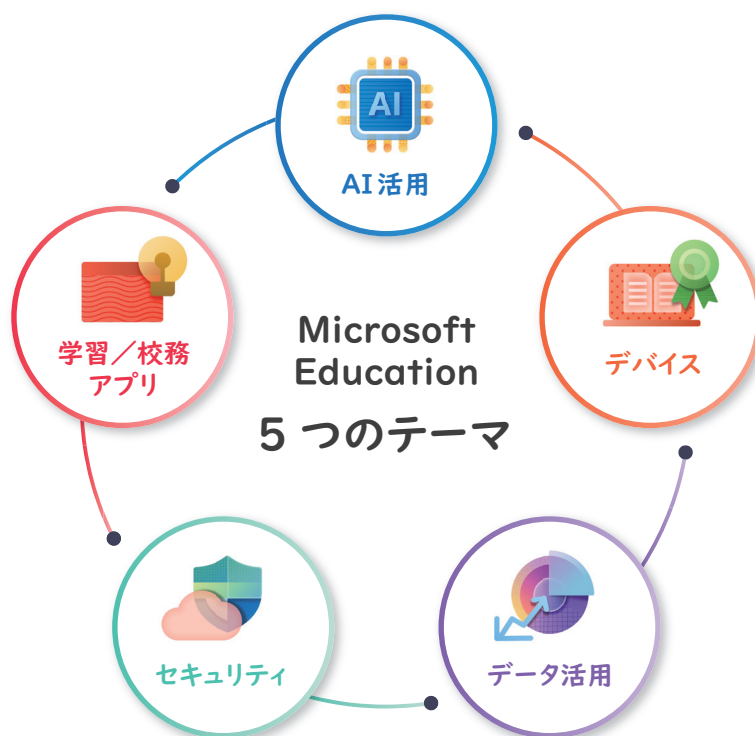 AI
AI活用
Microsoft
Education
5つのテーマ
デバイス
データ活用
セキュリティ
学習／校務
アプリ